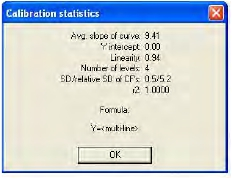 Calibration statistics
Avg. slope of curve: 9.41
Y intercept: 0.00
Linearity: 0.94
Number of levels: 4
SD/relative SD of CF's: 0.5/5.2
r2: 1.0000
Formula:
Y=<multi-line>
OK